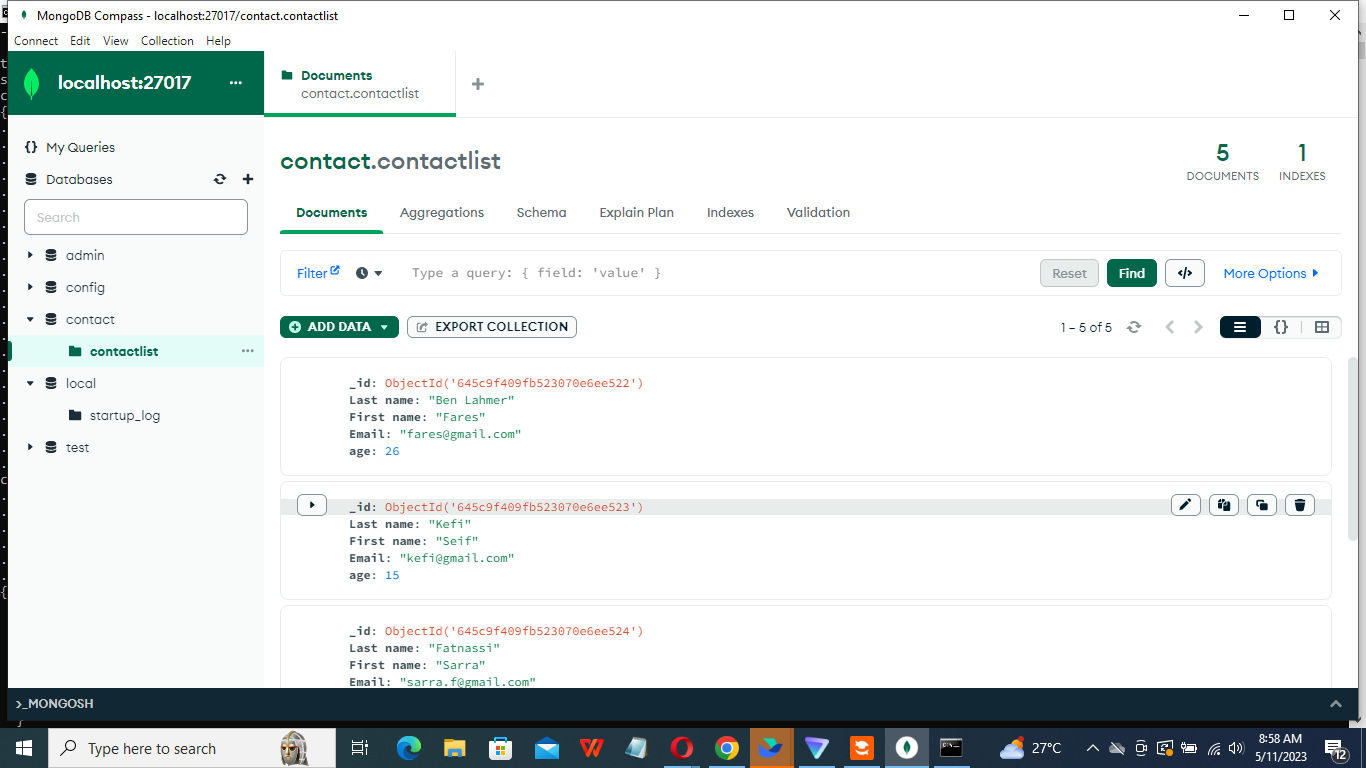 MongoDB Compass - localhost:27017/contact.contactlist
Connect Edit View Collection Help
localhost:27017
Documents
contact.contactlist
My Queries
Databases
Search
admin
config
contact
contactlist
local
startup_log
test
contact.contactlist
5
DOCUMENTS
1
INDEXES
Documents Aggregations Schema Explain Plan Indexes Validation
Filter Type a query: { field: 'value' } Reset Find </> More Options
ADD DATA EXPORT COLLECTION 1 – 5 of 5 {}
_id: ObjectId('645c9f409fb523070e6ee522')
Last name: "Ben Lahmer"
First name: "Fares"
Email: "fares@gmail.com"
age: 26
_id: ObjectId('645c9f409fb523070e6ee523')
Last name: "Kefi"
First name: "Seif"
Email: "kefi@gmail.com"
age: 15
_id: ObjectId('645c9f409fb523070e6ee524')
Last name: "Fatnassi"
First name: "Sarra"
Email: "sarra.f@gmail.com"
>_MONGOSH
Type here to search
27°C
8:58 AM
5/11/2023
12